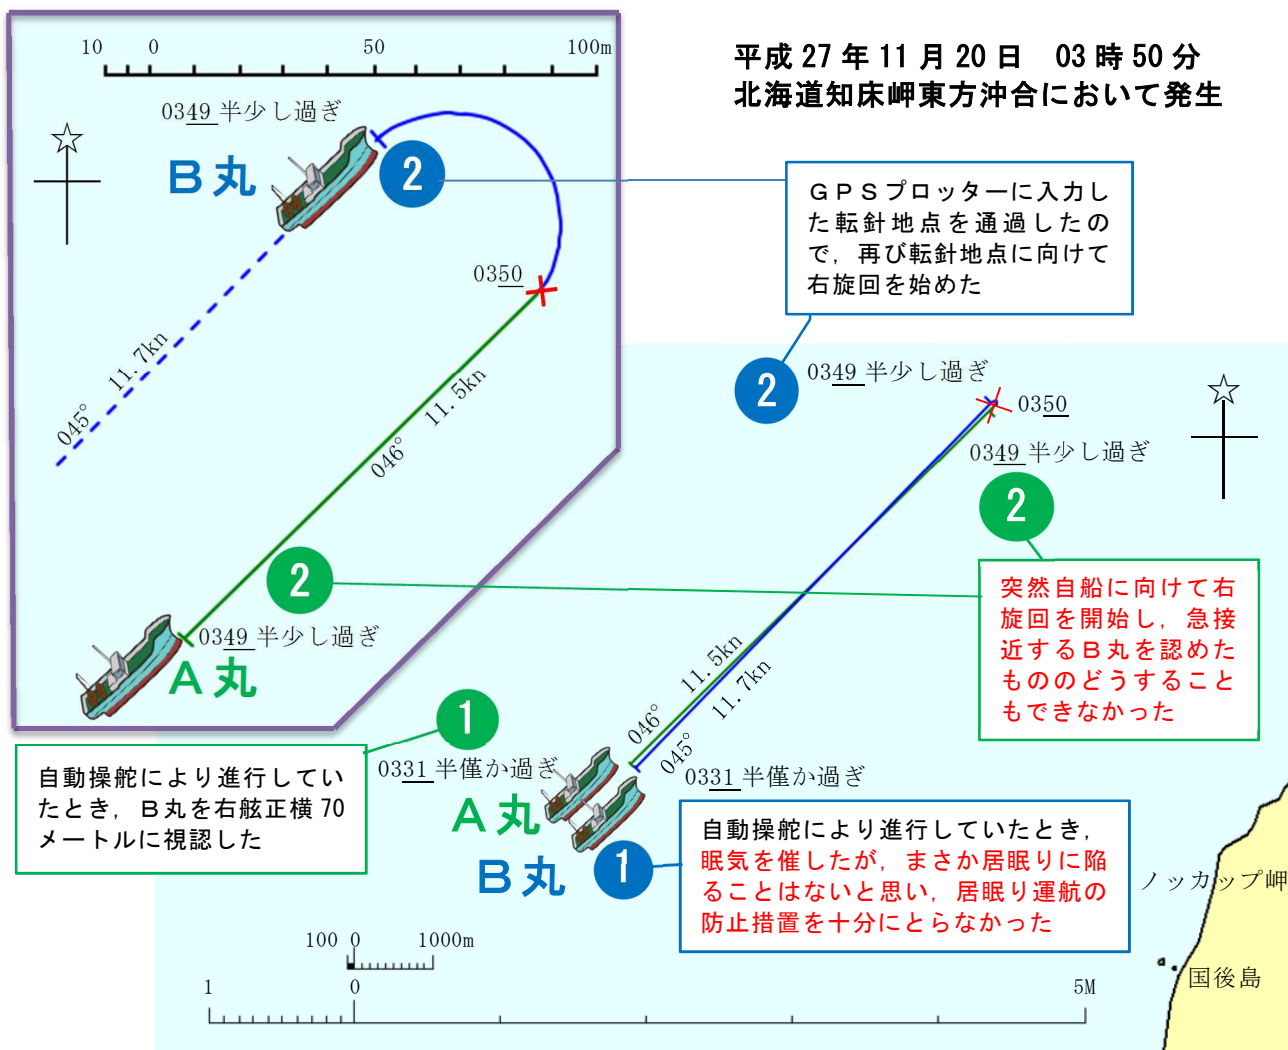 平成 27 年 11 月 20 日　03 時 50 分
北海道知床岬東方沖合において発生
10 0 50 100m
0349 半少し過ぎ
B 丸
2
045° 11.7kn
0350
046° 11.5kn
2
0349 半少し過ぎ
A 丸
GPSプロッターに入力し
た転針地点を通過したの
で，再び転針地点に向けて
右旋回を始めた
2
0349 半少し過ぎ
0350
0349 半少し過ぎ
2
突然自船に向けて右
旋回を開始し，急接
近するB丸を認めた
もののどうすること
もできなかった
046° 11.5kn
045° 11.7kn
1
0331 半僅か過ぎ
0331 半僅か過ぎ
A 丸
B 丸
1
自動操舵により進行してい
たとき，B丸を右舷正横 70
メートルに視認した
自動操舵により進行していたとき，
眠気を催したが，まさか居眠りに陥
ることはないと思い，居眠り運航の
防止措置を十分にとらなかった
ノッカップ岬
国後島
100 0 1000m
1 0 5M